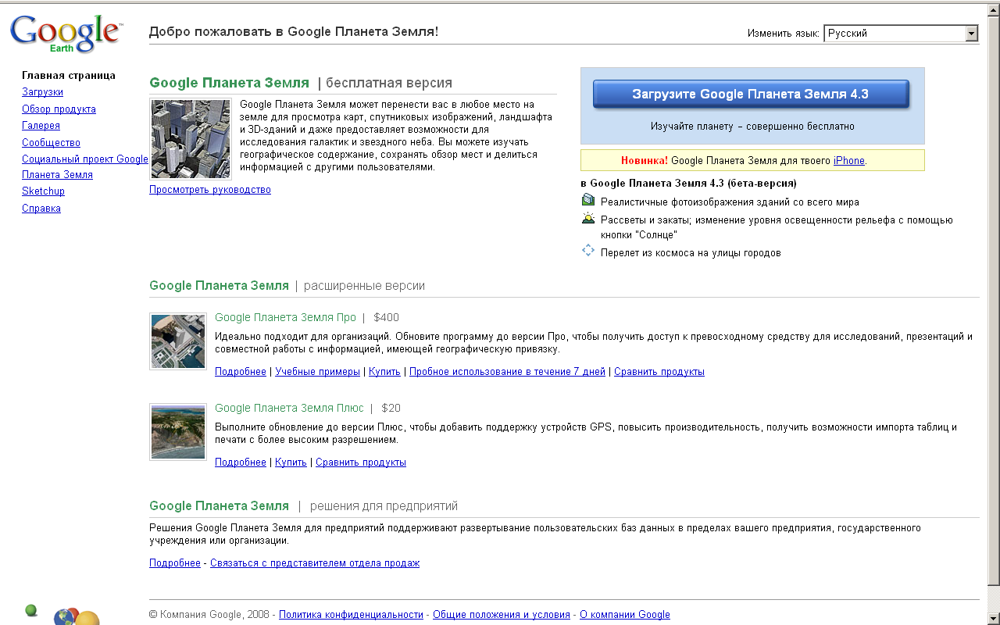 Google™
Earth
Добро пожаловать в Google Планета Земля!
Изменить язык: Русский
Главная страница
Загрузки
Обзор продукта
Галерея
Сообщество
Социальный проект Google
Планета Земля
Sketchup
Справка
Google Планета Земля | бесплатная версия
Google Планета Земля может перенести вас в любое место на
земле для просмотра карт, спутниковых изображений, ландшафта
и 3D-зданий и даже предоставляет возможности для
исследования галактик и звездного неба. Вы можете изучать
географическое содержание, сохранять обзор мест и делиться
информацией с другими пользователями.
Просмотреть руководство
Загрузите Google Планета Земля 4.3
Изучайте планету - совершенно бесплатно
Новинка! Google Планета Земля для твоего iPhone.
в Google Планета Земля 4.3 (бета-версия)
Реалистичные фотоизображения зданий со всего мира
Рассветы и закаты; изменение уровня освещенности рельефа с помощью
кнопки "Солнце"
Перелет из космоса на улицы городов
Google Планета Земля | расширенные версии
Google Планета Земля Про | $400
Идеально подходит для организаций. Обновите программу до версии Про, чтобы получить доступ к превосходному средству для исследований, презентаций и
совместной работы с информацией, имеющей географическую привязку.
Подробнее | Учебные примеры | Купить | Пробное использование в течение 7 дней | Сравнить продукты
Google Планета Земля Плюс | $20
Выполните обновление до версии Плюс, чтобы добавить поддержку устройств GPS, повысить производительность, получить возможности импорта таблиц и
печати с более высоким разрешением.
Подробнее | Купить | Сравнить продукты
Google Планета Земля | решения для предприятий
Решения Google Планета Земля для предприятий поддерживают развертывание пользовательских баз данных в пределах вашего предприятия, государственного
учреждения или организации.
Подробнее - Связаться с представителем отдела продаж
© Компания Google, 2008 - Политика конфиденциальности - Общие положения и условия - О компании Google